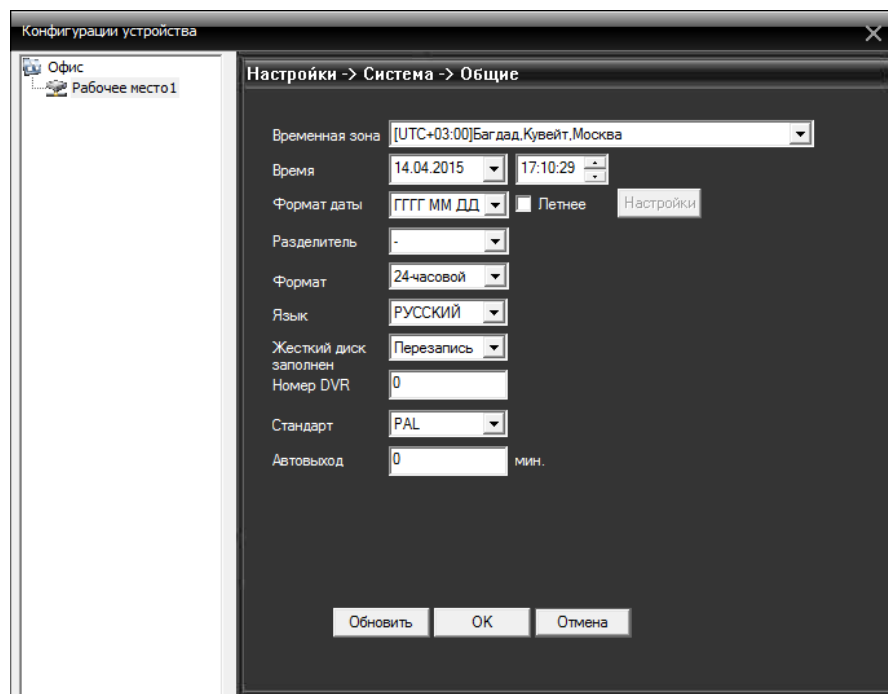 Конфигурации устройства
Офис
Рабочее место1
Настройки -> Система -> Общие
Временная зона [UTC+03:00]Багдад,Кувейт,Москва
Время 14.04.2015 17:10:29
Формат даты ГГГГ ММ ДД Летнее Настройки
Разделитель -
Формат 24-часовой
Язык РУССКИЙ
Жесткий диск Перезапись
заполнен
Номер DVR 0
Стандарт PAL
Автовыход 0 мин.
Обновить OK Отмена